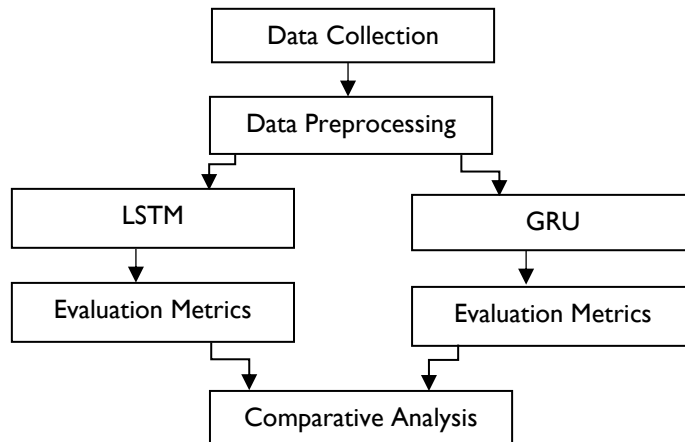 Data Collection
Data Preprocessing
LSTM
GRU
Evaluation Metrics
Evaluation Metrics
Comparative Analysis